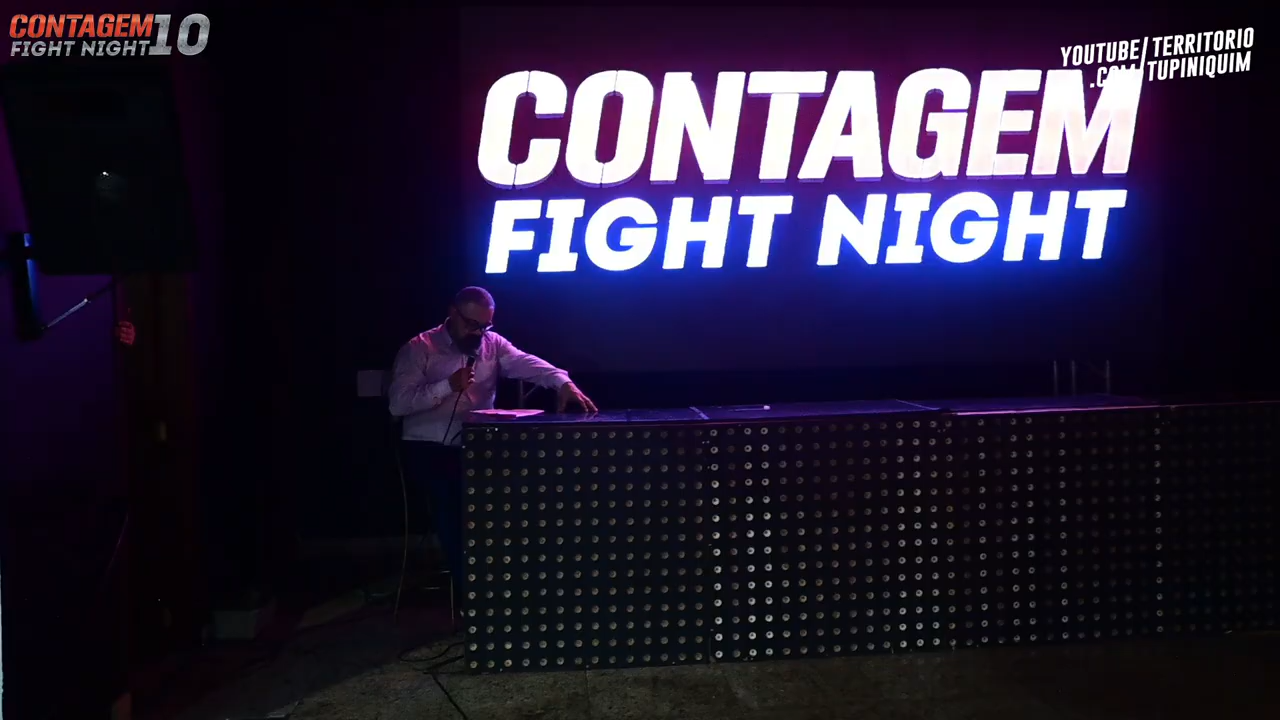 CONTAGEM
FIGHT NIGHT 10
YOUTUBE/TERRITORIO
.COM/TUPINIQUIM
CONTAGEM
FIGHT NIGHT